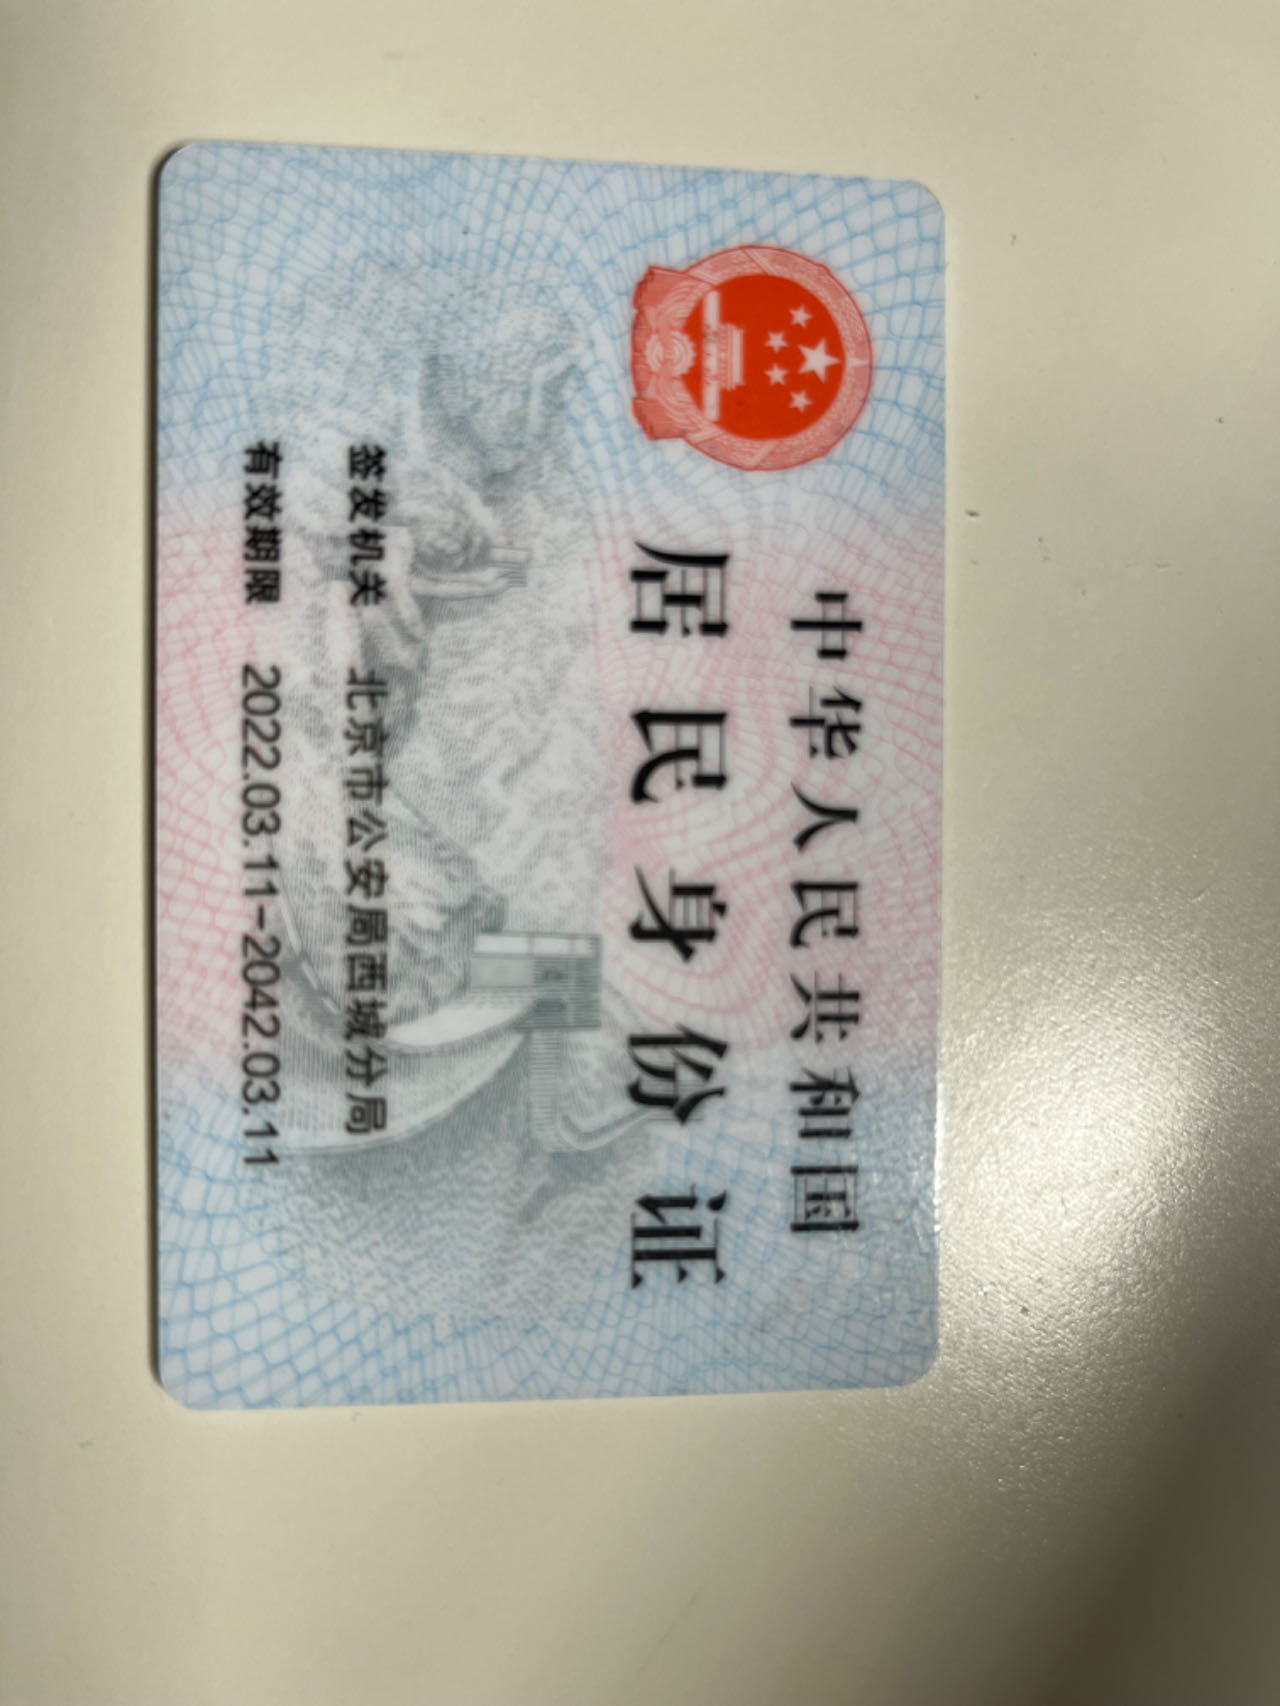 中华人民共和国
居民身份证
签发机关 北京市公安局西城分局
有效期限 2022.03.11-2042.03.11